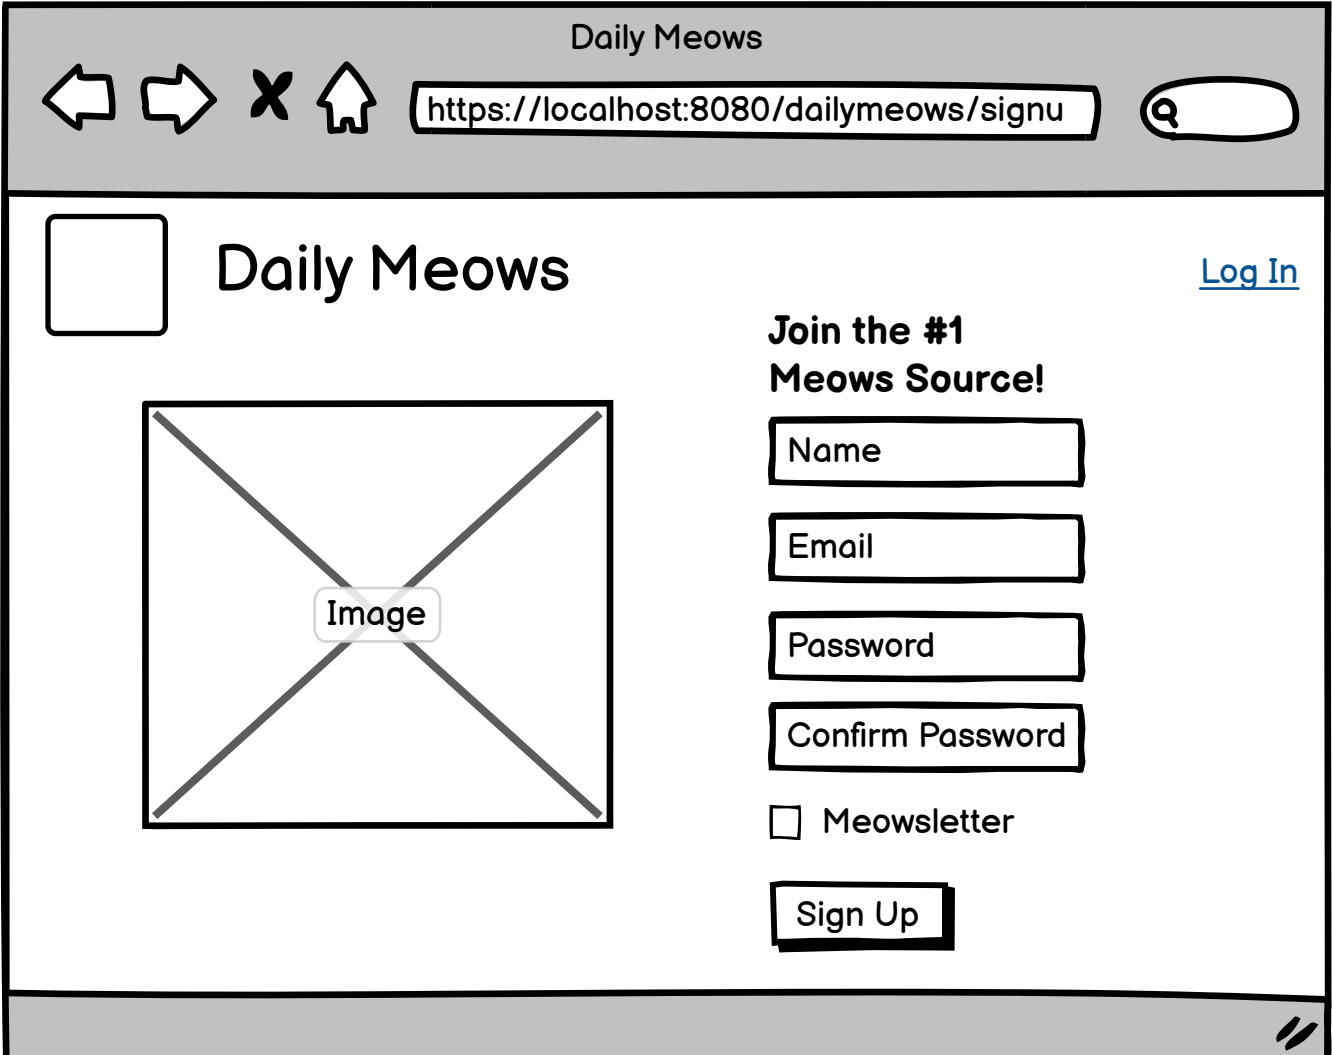 Daily Meows
https://localhost:8080/dailymeows/signu
Daily Meows
Log In
Join the #1
Meows Source!
Name
Email
Password
Confirm Password
Meowsletter
Sign Up
Image